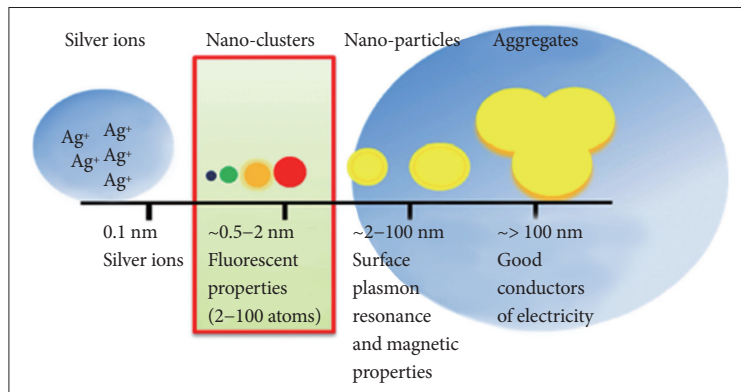 Silver ions
Nano-clusters
Nano-particles
Aggregates
Ag⁺
Ag⁺
Ag⁺
Ag⁺
Ag⁺
0.1 nm
Silver ions
~0.5–2 nm
Fluorescent
properties
(2–100 atoms)
~2–100 nm
Surface
plasmon
resonance
and magnetic
properties
~> 100 nm
Good
conductors
of electricity